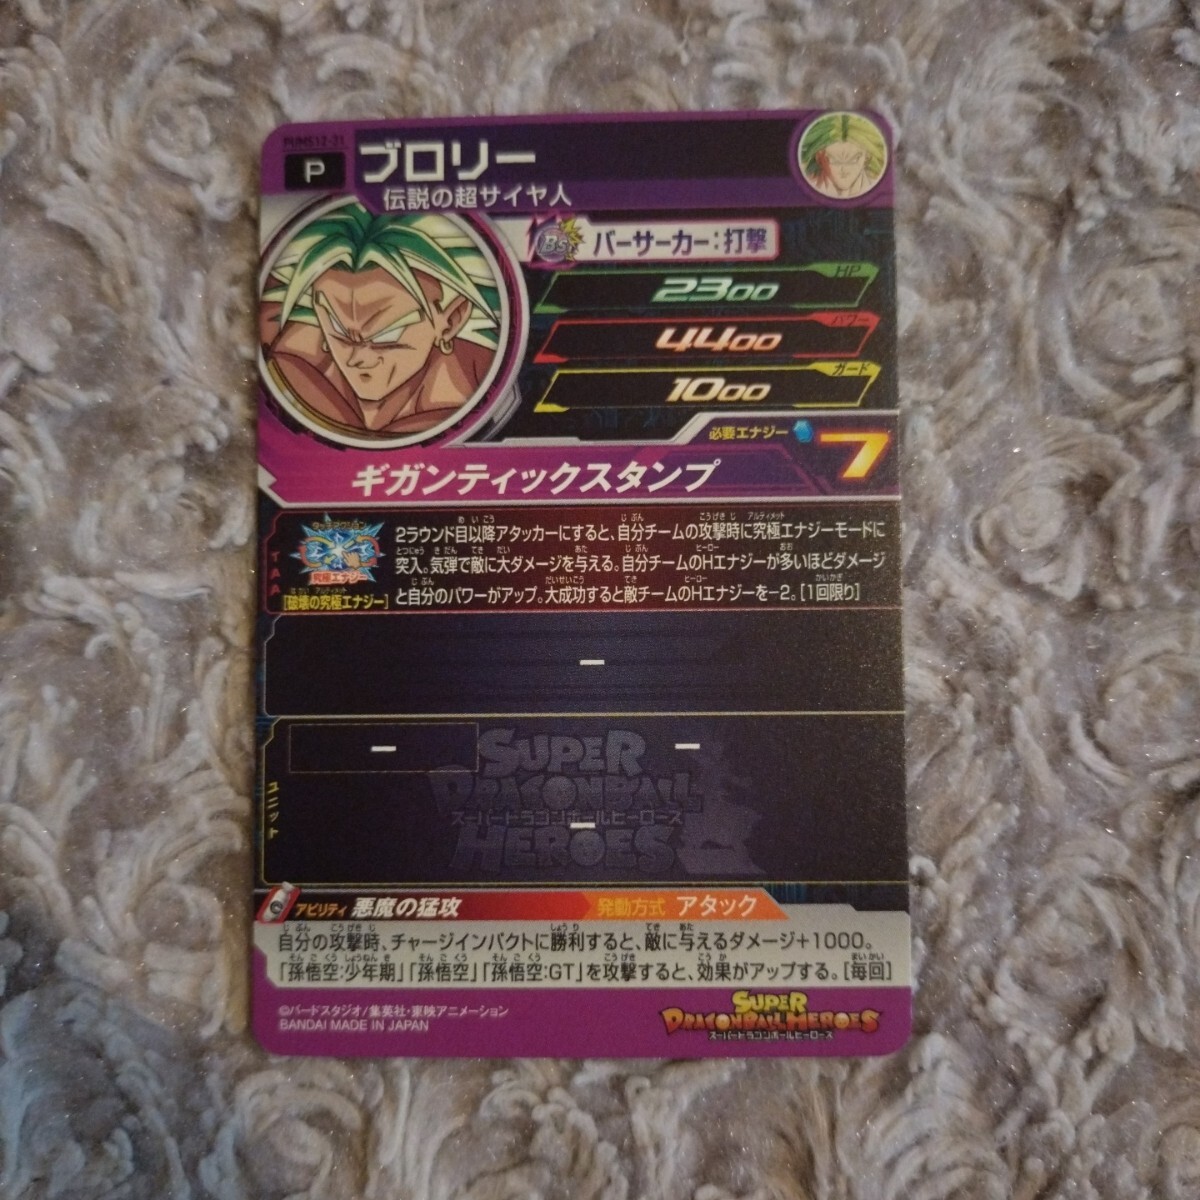 PUMS12-31
P
ブロリー
伝説の超サイヤ人
Bs
バーサーカー:打撃
HP
2300
パワー
4400
ガード
1000
必要エナジー
7
ギガンティックスタンプ
TAA
タッチアクション
究極エナジー
[破壊の究極エナジー]
2ラウンド目以降アタッカーにすると、自分チームの攻撃時に究極エナジーモードに
突入。気弾で敵に大ダメージを与える。自分チームのHエナジーが多いほどダメージ
と自分のパワーがアップ。大成功すると敵チームのHエナジーを−2。[1回限り]
ー
ユニット
ー
ー
ー
SUPER
DRAGONBALL
スーパードラゴンボールヒーローズ
HEROES
アビリティ 悪魔の猛攻
発動方式 アタック
自分の攻撃時、チャージインパクトに勝利すると、敵に与えるダメージ+1000。
「孫悟空:少年期」「孫悟空」「孫悟空:GT」を攻撃すると、効果がアップする。[毎回]
©バードスタジオ/集英社・東映アニメーション
BANDAI MADE IN JAPAN
SUPER
DRAGONBALL HEROES
スーパードラゴンボールヒーローズ